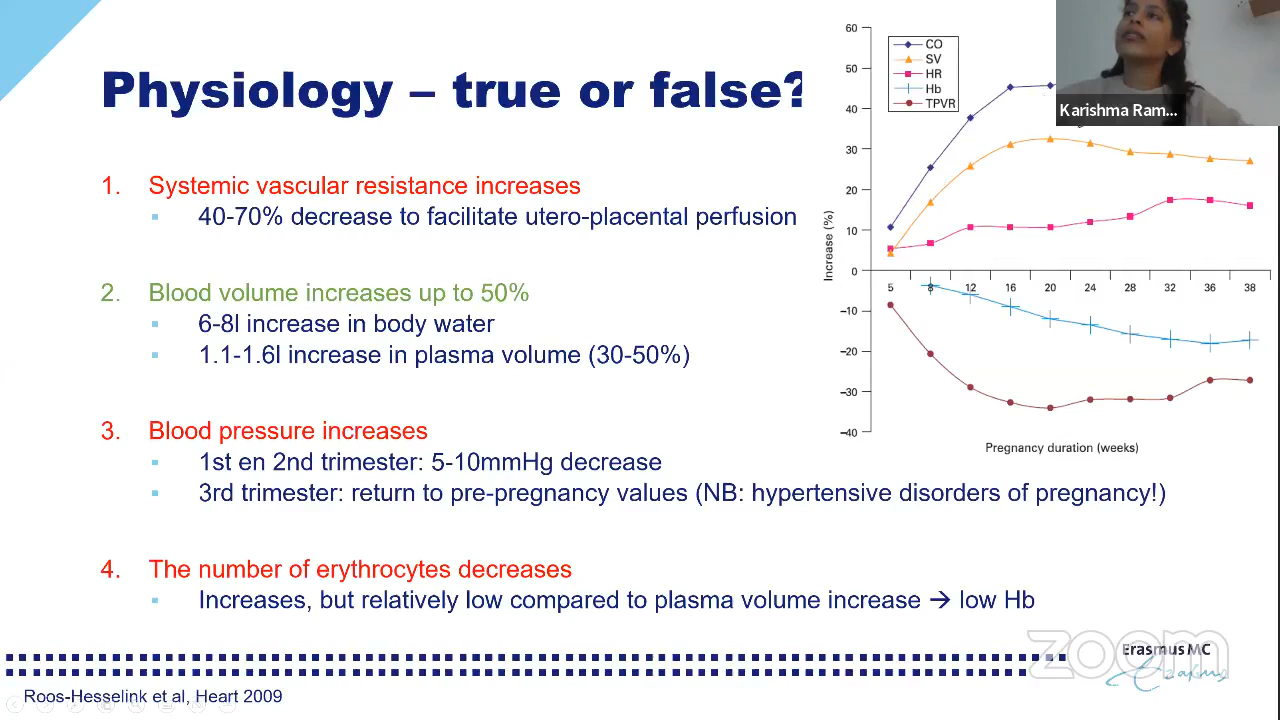 Physiology – true or false?
1. Systemic vascular resistance increases
▪ 40-70% decrease to facilitate utero-placental perfusion
2. Blood volume increases up to 50%
▪ 6-8l increase in body water
▪ 1.1-1.6l increase in plasma volume (30-50%)
3. Blood pressure increases
▪ 1st en 2nd trimester: 5-10mmHg decrease
▪ 3rd trimester: return to pre-pregnancy values (NB: hypertensive disorders of pregnancy!)
4. The number of erythrocytes decreases
▪ Increases, but relatively low compared to plasma volume increase → low Hb
Roos-Hesselink et al, Heart 2009
CO
SV
HR
Hb
TPVR
60
50
40
30
20
10
0
–10
–20
–30
–40
Increase (%)
5 8 12 16 20 24 28 32 36 38
Pregnancy duration (weeks)
Karishma Ram...
zoom
Erasmus MC
Erasmus